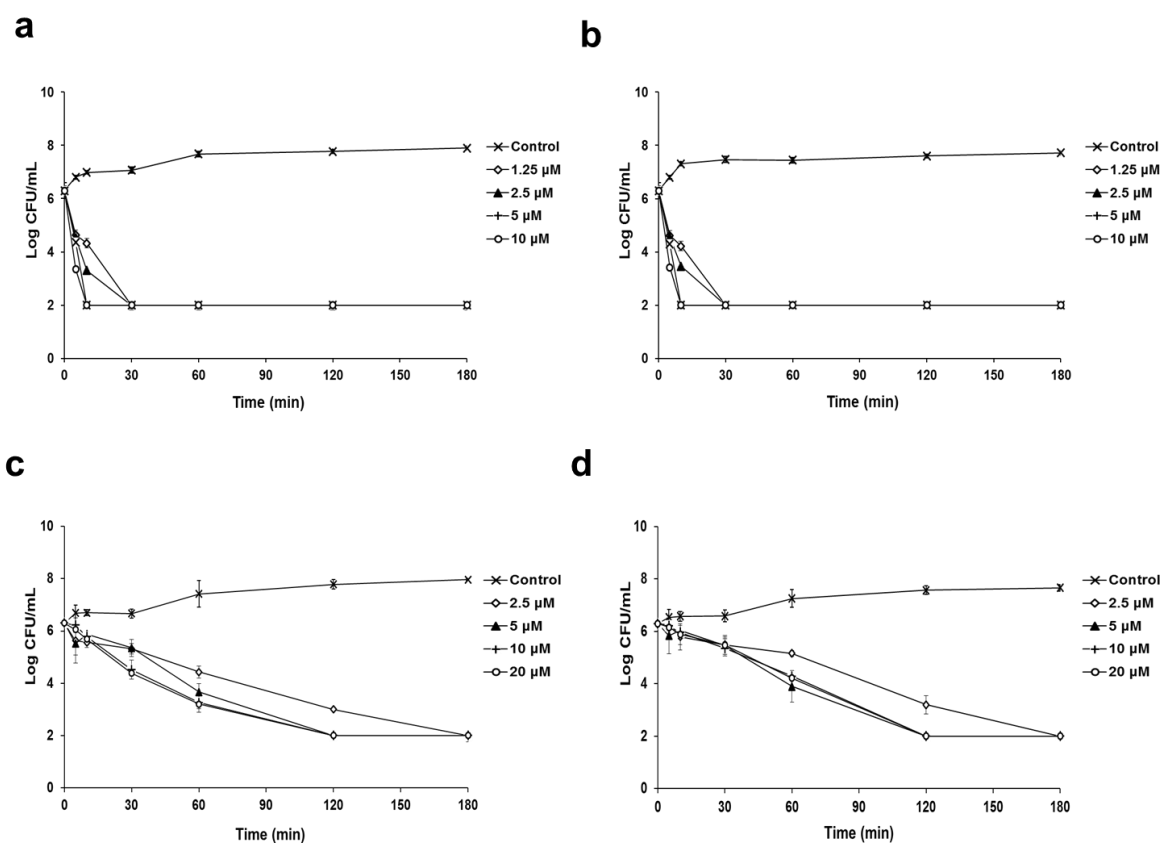 a
10
8
6
4
2
0
Log CFU/mL
0 30 60 90 120 150 180
Time (min)
Control
1.25 µM
2.5 µM
5 µM
10 µM
b
10
8
6
4
2
0
Log CFU/mL
0 30 60 90 120 150 180
Time (min)
Control
1.25 µM
2.5 µM
5 µM
10 µM
c
10
8
6
4
2
0
Log CFU/mL
0 30 60 90 120 150 180
Time (min)
Control
2.5 µM
5 µM
10 µM
20 µM
d
10
8
6
4
2
0
Log CFU/mL
0 30 60 90 120 150 180
Time (min)
Control
2.5 µM
5 µM
10 µM
20 µM